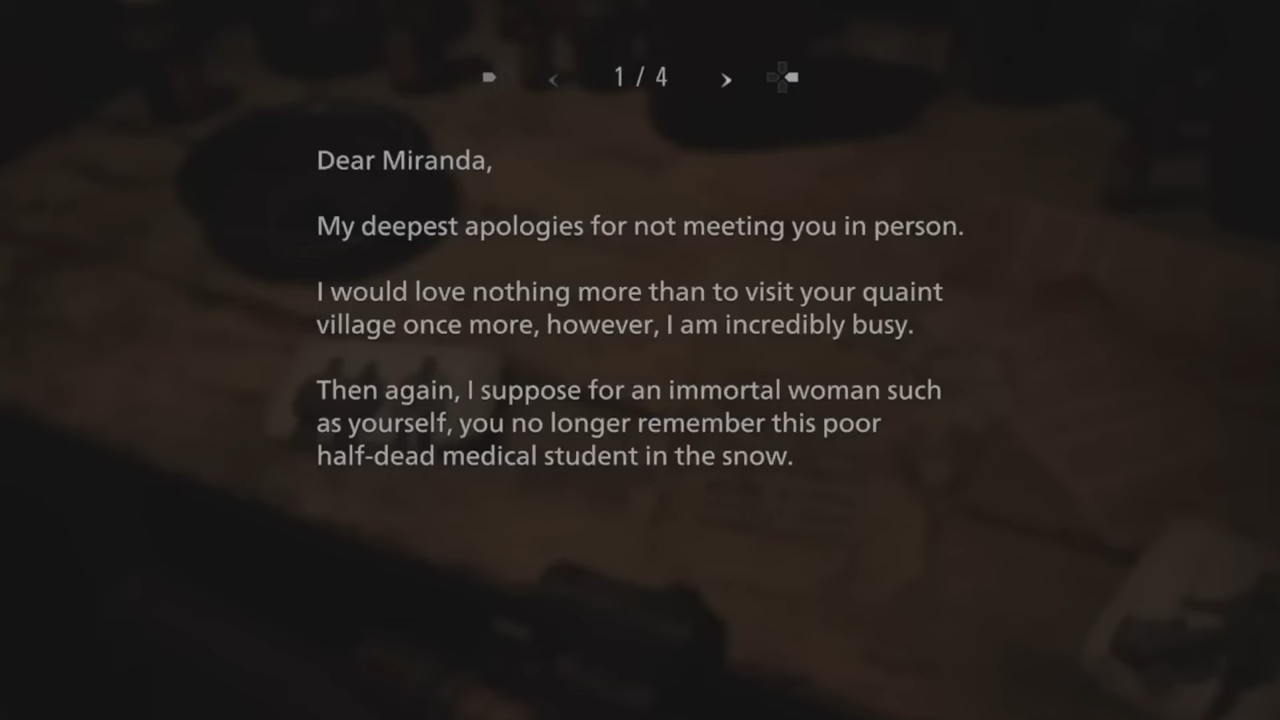 1 / 4
Dear Miranda,
My deepest apologies for not meeting you in person.
I would love nothing more than to visit your quaint
village once more, however, I am incredibly busy.
Then again, I suppose for an immortal woman such
as yourself, you no longer remember this poor
half-dead medical student in the snow.